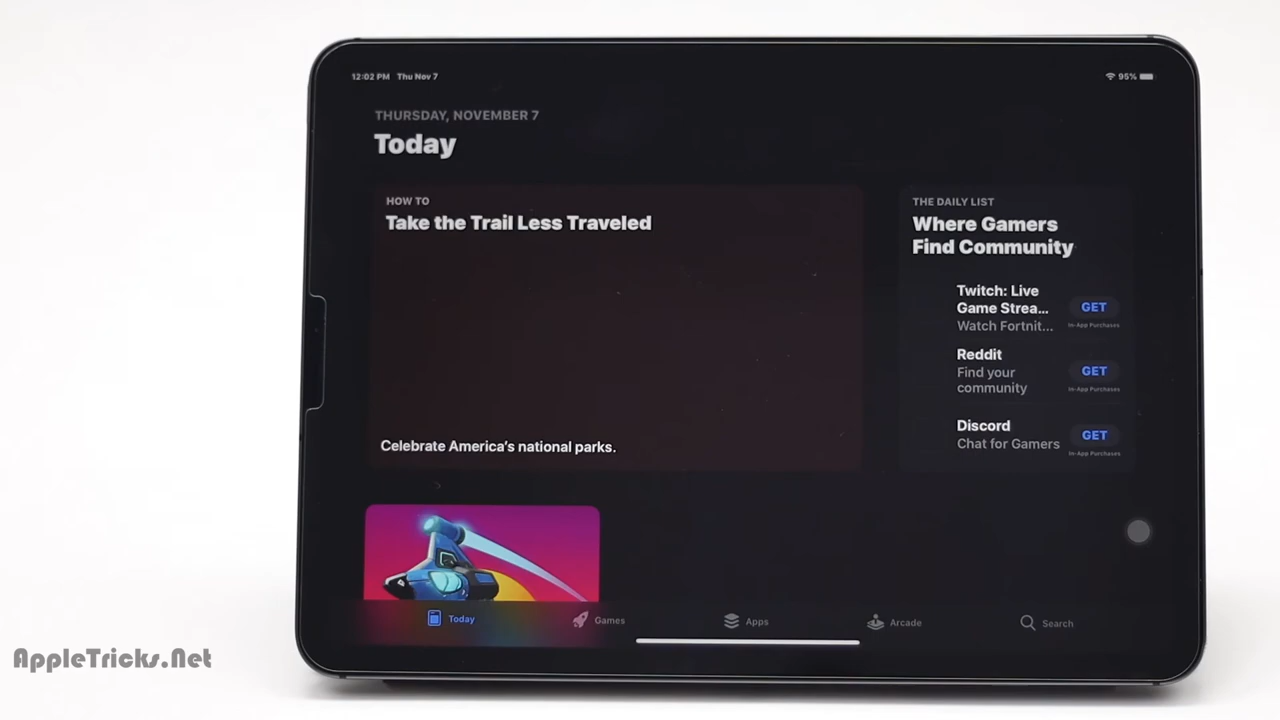 12:02 PM Thu Nov 7
95%
THURSDAY, NOVEMBER 7
Today
HOW TO
Take the Trail Less Traveled
Celebrate America's national parks.
THE DAILY LIST
Where Gamers
Find Community
Twitch: Live
Game Strea...
Watch Fortnit...
GET
In-App Purchases
Reddit
Find your
community
GET
In-App Purchases
Discord
Chat for Gamers
GET
In-App Purchases
Today
Games
Apps
Arcade
Search
AppleTricks.Net